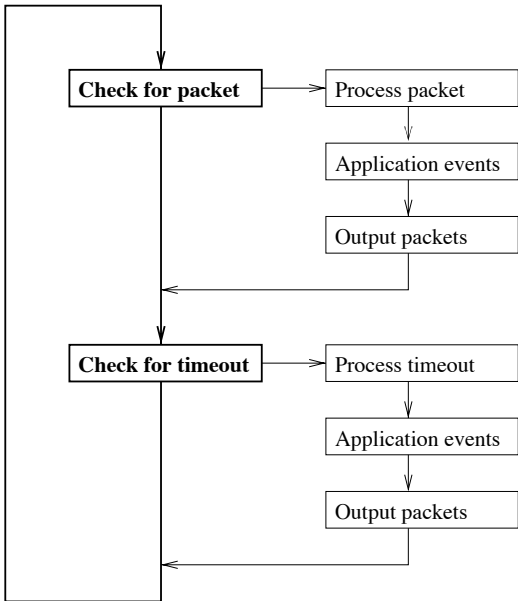 Check for packet
Process packet
Application events
Output packets
Check for timeout
Process timeout
Application events
Output packets